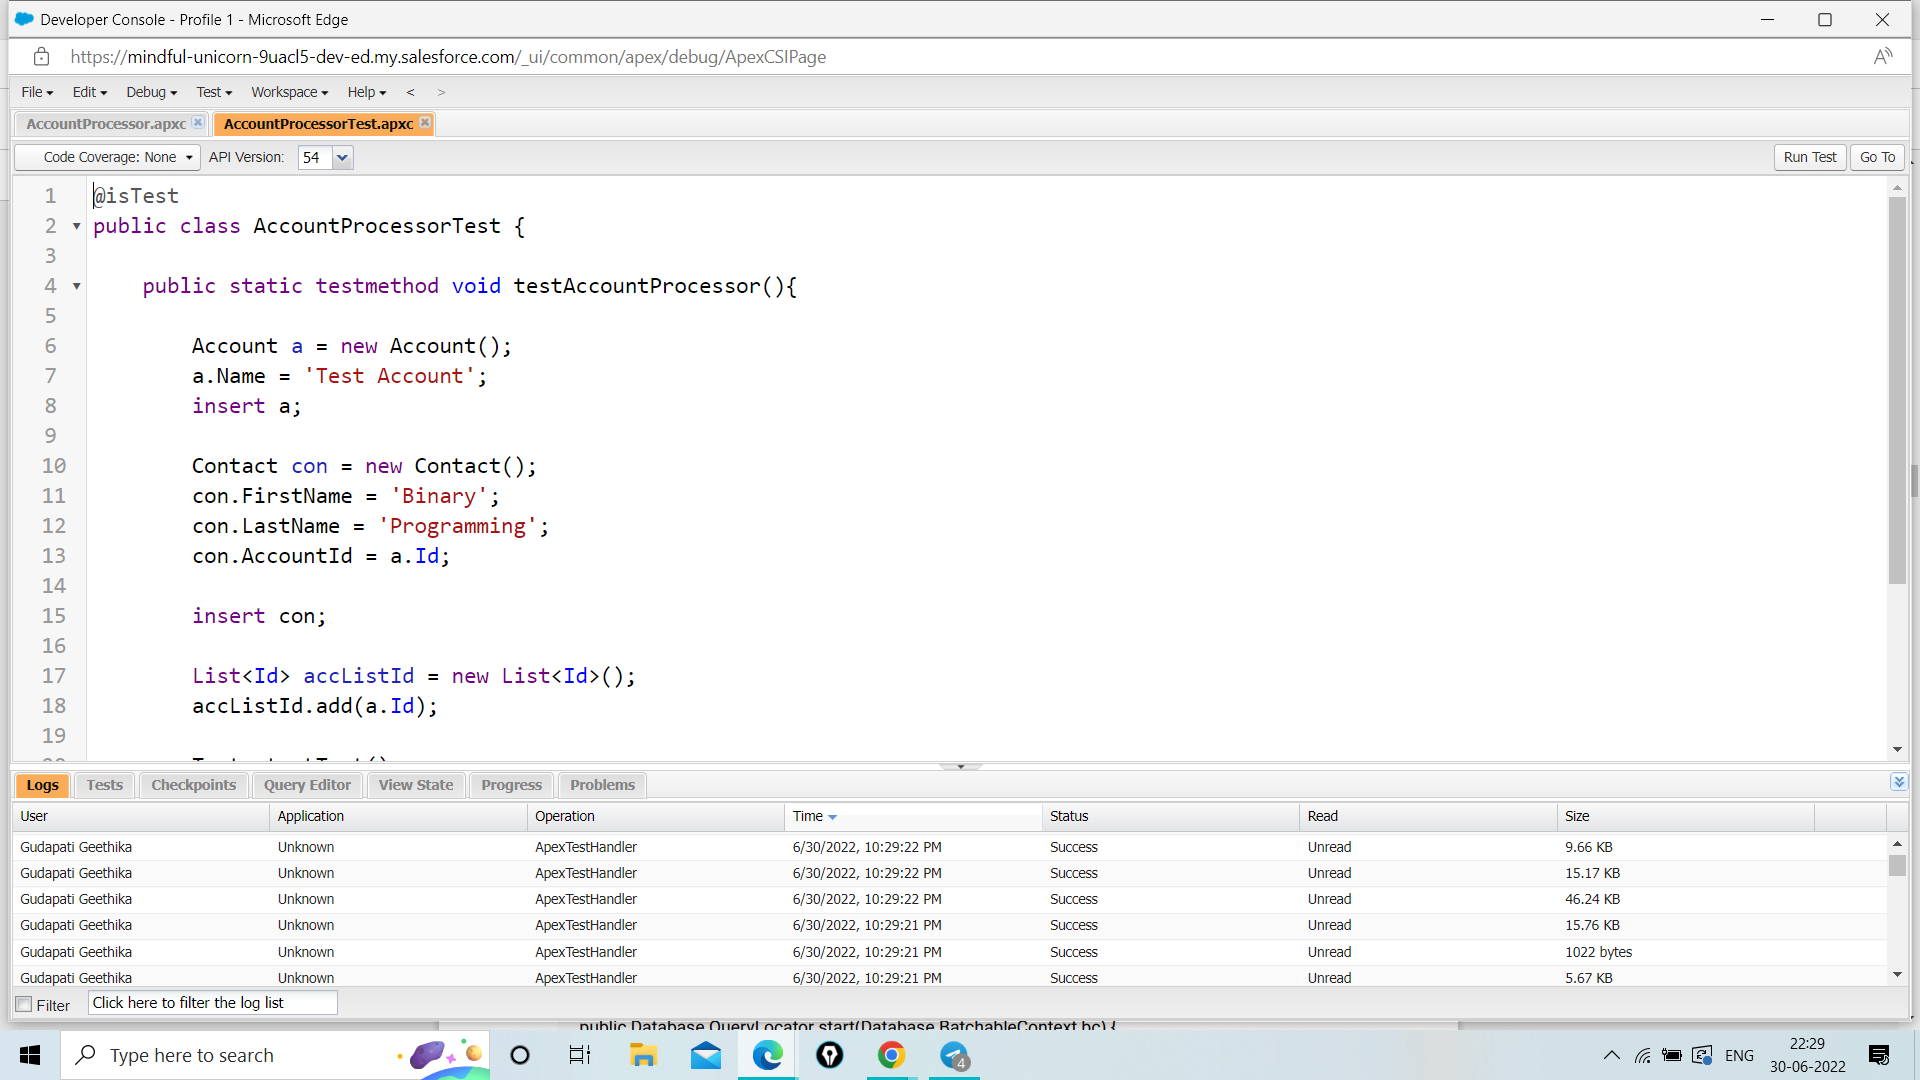 Developer Console - Profile 1 - Microsoft Edge
https://mindful-unicorn-9uacl5-dev-ed.my.salesforce.com/_ui/common/apex/debug/ApexCSIPage
File Edit Debug Test Workspace Help < >
AccountProcessor.apxc AccountProcessorTest.apxc
Code Coverage: None API Version: 54 Run Test Go To
1 @isTest
2 public class AccountProcessorTest {
3
4 public static testmethod void testAccountProcessor(){
5
6 Account a = new Account();
7 a.Name = 'Test Account';
8 insert a;
9
10 Contact con = new Contact();
11 con.FirstName = 'Binary';
12 con.LastName = 'Programming';
13 con.AccountId = a.Id;
14
15 insert con;
16
17 List<Id> accListId = new List<Id>();
18 accListId.add(a.Id);
19
Logs Tests Checkpoints Query Editor View State Progress Problems
User Application Operation Time Status Read Size
Gudapati Geethika Unknown ApexTestHandler 6/30/2022, 10:29:22 PM Success Unread 9.66 KB
Gudapati Geethika Unknown ApexTestHandler 6/30/2022, 10:29:22 PM Success Unread 15.17 KB
Gudapati Geethika Unknown ApexTestHandler 6/30/2022, 10:29:22 PM Success Unread 46.24 KB
Gudapati Geethika Unknown ApexTestHandler 6/30/2022, 10:29:21 PM Success Unread 15.76 KB
Gudapati Geethika Unknown ApexTestHandler 6/30/2022, 10:29:21 PM Success Unread 1022 bytes
Gudapati Geethika Unknown ApexTestHandler 6/30/2022, 10:29:21 PM Success Unread 5.67 KB
Filter Click here to filter the log list
public Database.QueryLocator start(Database.BatchableContext bc) {
Type here to search 4 ENG 22:29
30-06-2022